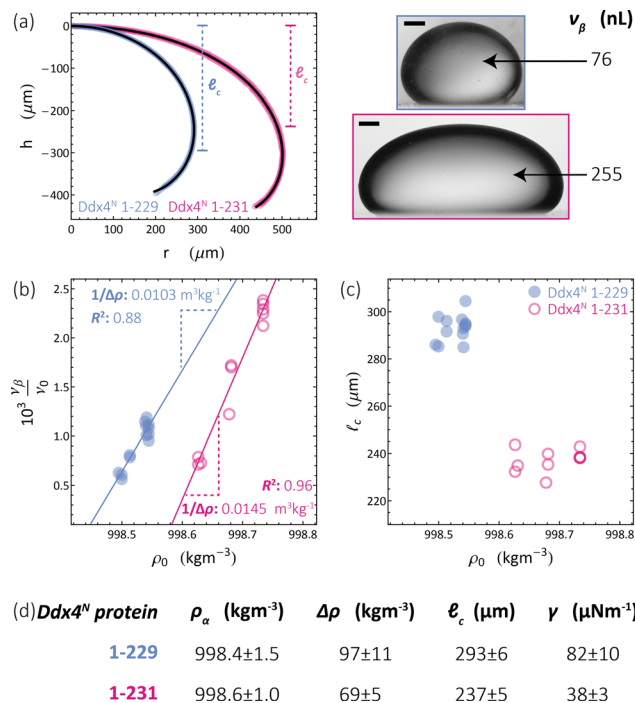 (a)
0
−100
−200
−300
−400
h (μm)
ℓc
ℓc
Ddx4ᴺ 1-229 Ddx4ᴺ 1-231
0 100 200 300 400 500
r (μm)
νβ (nL)
76
255
(b)
2.5
2.0
1.5
1.0
0.5
10³ νβ/ν0
1/Δρ: 0.0103 m³kg⁻¹
R²: 0.88
R²: 0.96
1/Δρ: 0.0145 m³kg⁻¹
998.5 998.6 998.7 998.8
ρ0 (kgm⁻³)
(c)
300
280
260
240
220
ℓc (μm)
Ddx4ᴺ 1-229
Ddx4ᴺ 1-231
998.5 998.6 998.7 998.8
ρ0 (kgm⁻³)
(d) Ddx4ᴺ protein ρα (kgm⁻³) Δρ (kgm⁻³) ℓc (μm) γ (μNm⁻¹)
1-229 998.4±1.5 97±11 293±6 82±10
1-231 998.6±1.0 69±5 237±5 38±3